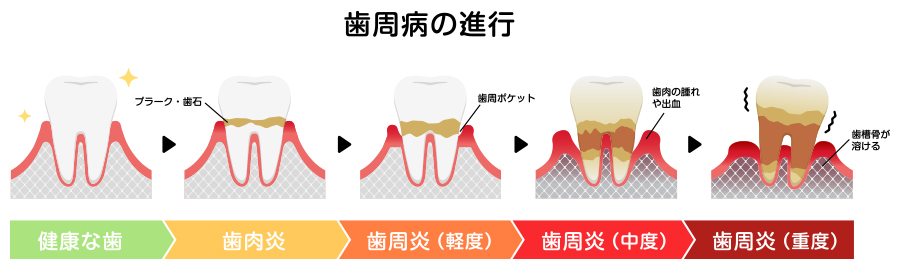 歯周病の進行
プラーク・歯石
歯周ポケット
歯肉の腫れ
や出血
歯槽骨が
溶ける
健康な歯
歯肉炎
歯周炎（軽度）
歯周炎（中度）
歯周炎（重度）